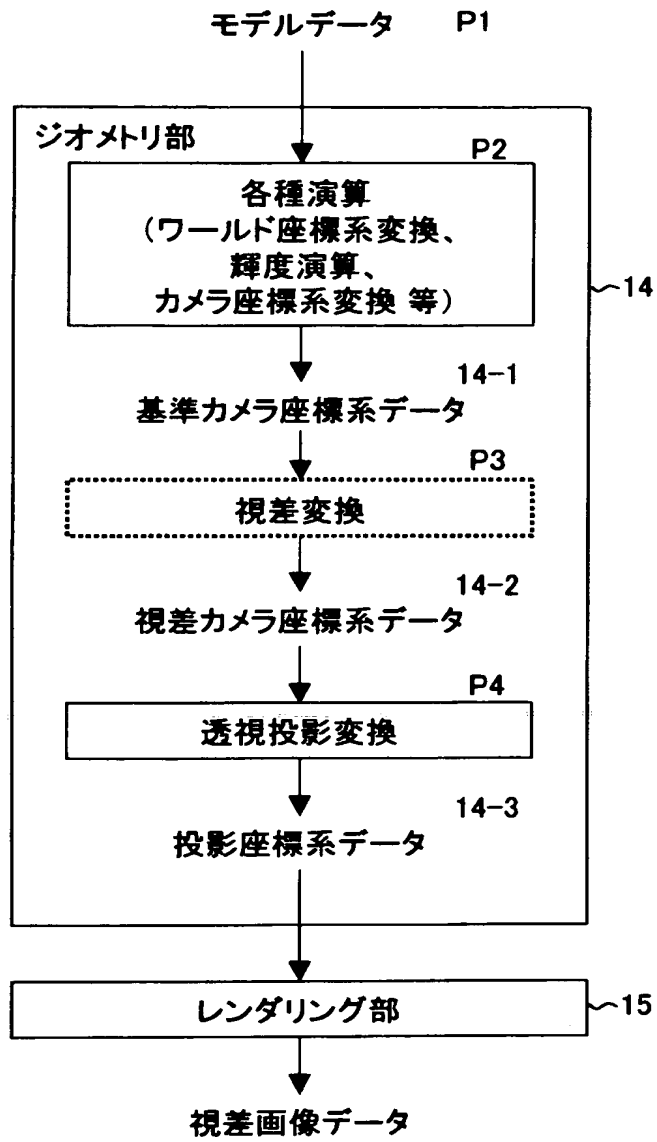 モデルデータ P1
ジオメトリ部
P2
各種演算
(ワールド座標系変換、
輝度演算、
カメラ座標系変換 等)
14
14-1
基準カメラ座標系データ
P3
視差変換
14-2
視差カメラ座標系データ
P4
透視投影変換
14-3
投影座標系データ
レンダリング部
15
視差画像データ